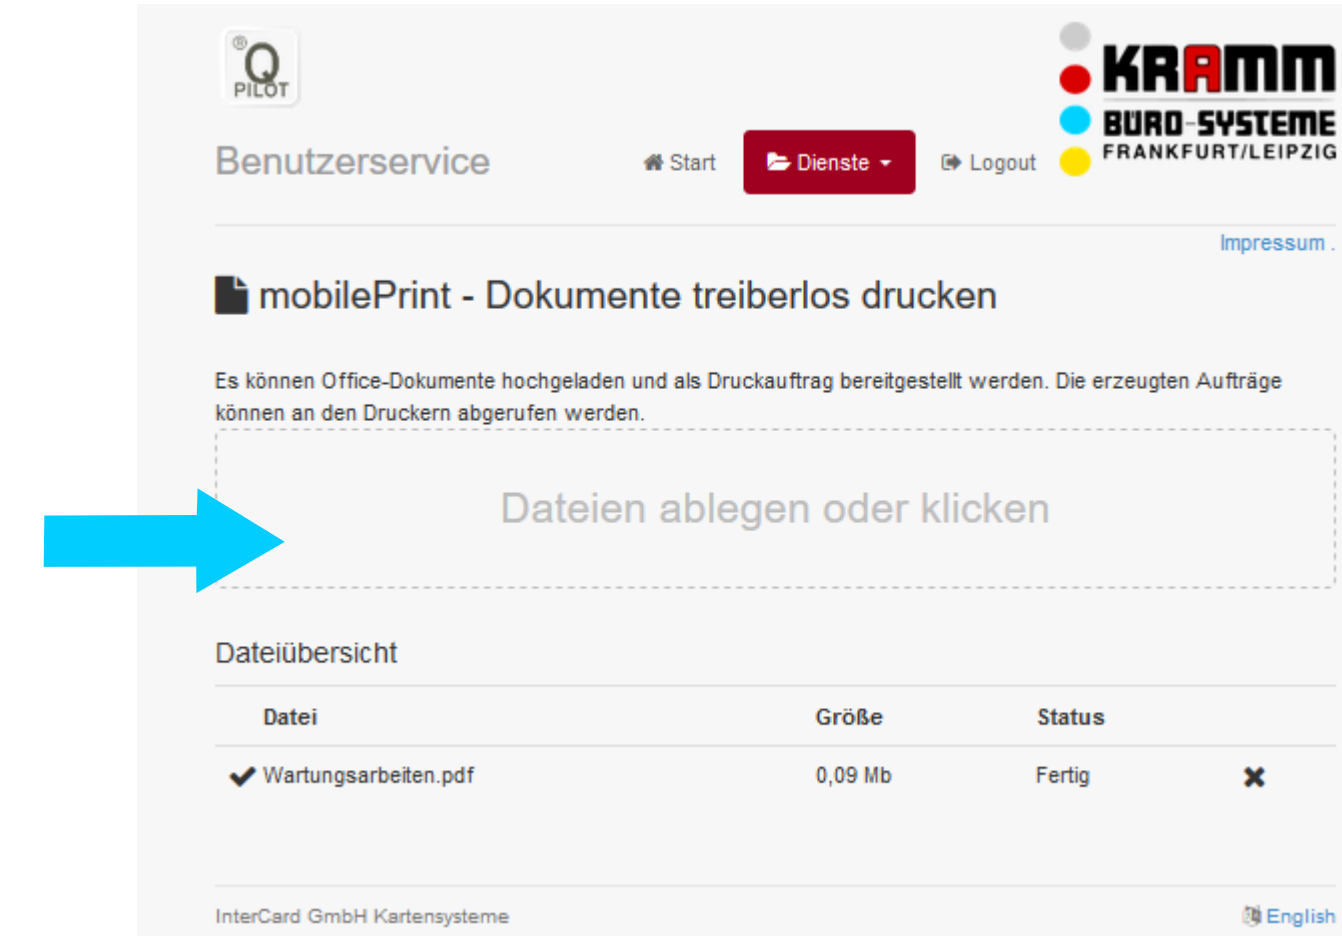 ® Q
PILOT
KRAMM
BÜRO-SYSTEME
FRANKFURT/LEIPZIG
Benutzerservice
Start
Dienste
Logout
Impressum .
mobilePrint - Dokumente treiberlos drucken
Es können Office-Dokumente hochgeladen und als Druckauftrag bereitgestellt werden. Die erzeugten Aufträge
können an den Druckern abgerufen werden.
Dateien ablegen oder klicken
Dateiübersicht
Datei Größe Status
Wartungsarbeiten.pdf 0,09 Mb Fertig
InterCard GmbH Kartensysteme
English